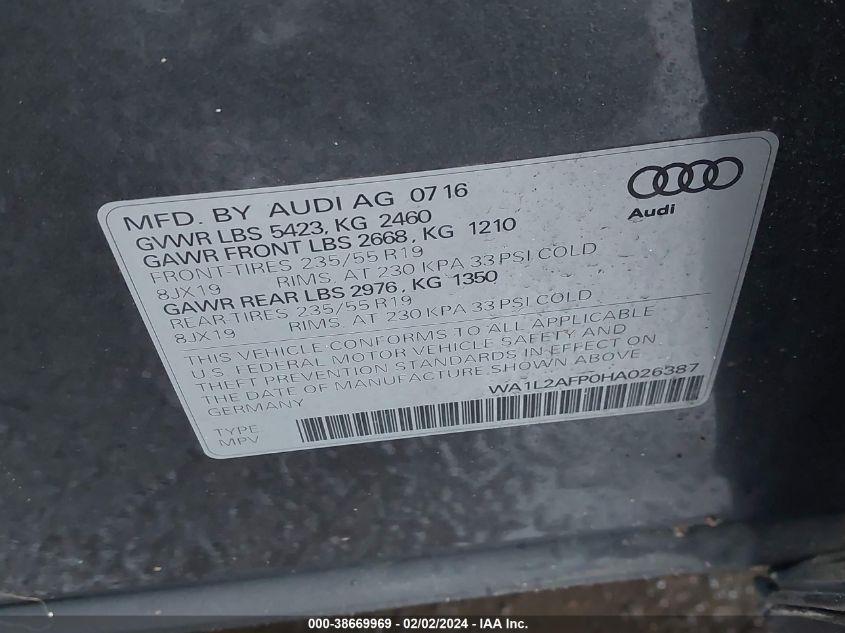 MFD. BY AUDI AG 0716
GVWR LBS 5423, KG 2460
GAWR FRONT LBS 2668, KG 1210
FRONT-TIRES 235/55 R19
8JX19 RIMS. AT 230 KPA 33 PSI COLD
GAWR REAR LBS 2976, KG 1350
REAR-TIRES 235/55 R19
8JX19 RIMS. AT 230 KPA 33 PSI COLD
THIS VEHICLE CONFORMS TO ALL APPLICABLE
U.S. FEDERAL MOTOR VEHICLE SAFETY AND
THEFT PREVENTION STANDARDS IN EFFECT ON
THE DATE OF MANUFACTURE SHOWN ABOVE
GERMANY WA1L2AFP0HA026387
TYPE
MPV
Audi
000-38669969 - 02/02/2024 - IAA Inc.